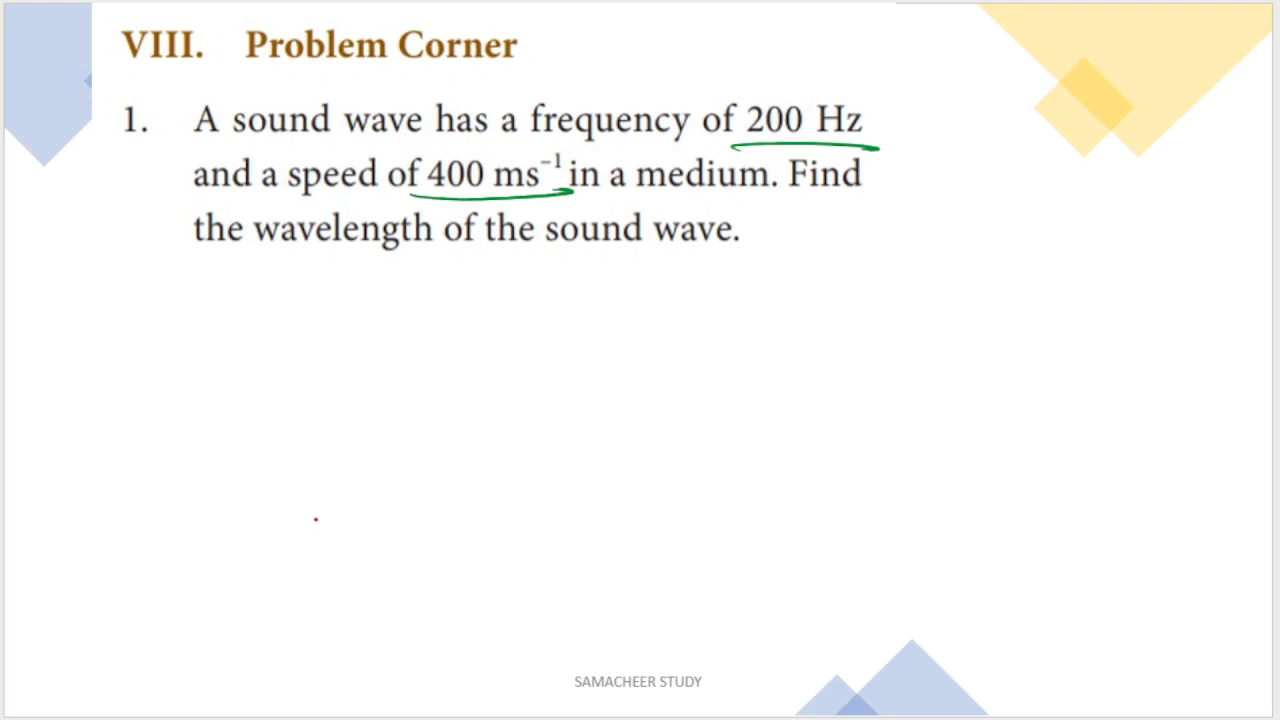 VIII. Problem Corner
1. A sound wave has a frequency of 200 Hz
and a speed of 400 ms⁻¹ in a medium. Find
the wavelength of the sound wave.
SAMACHEER STUDY